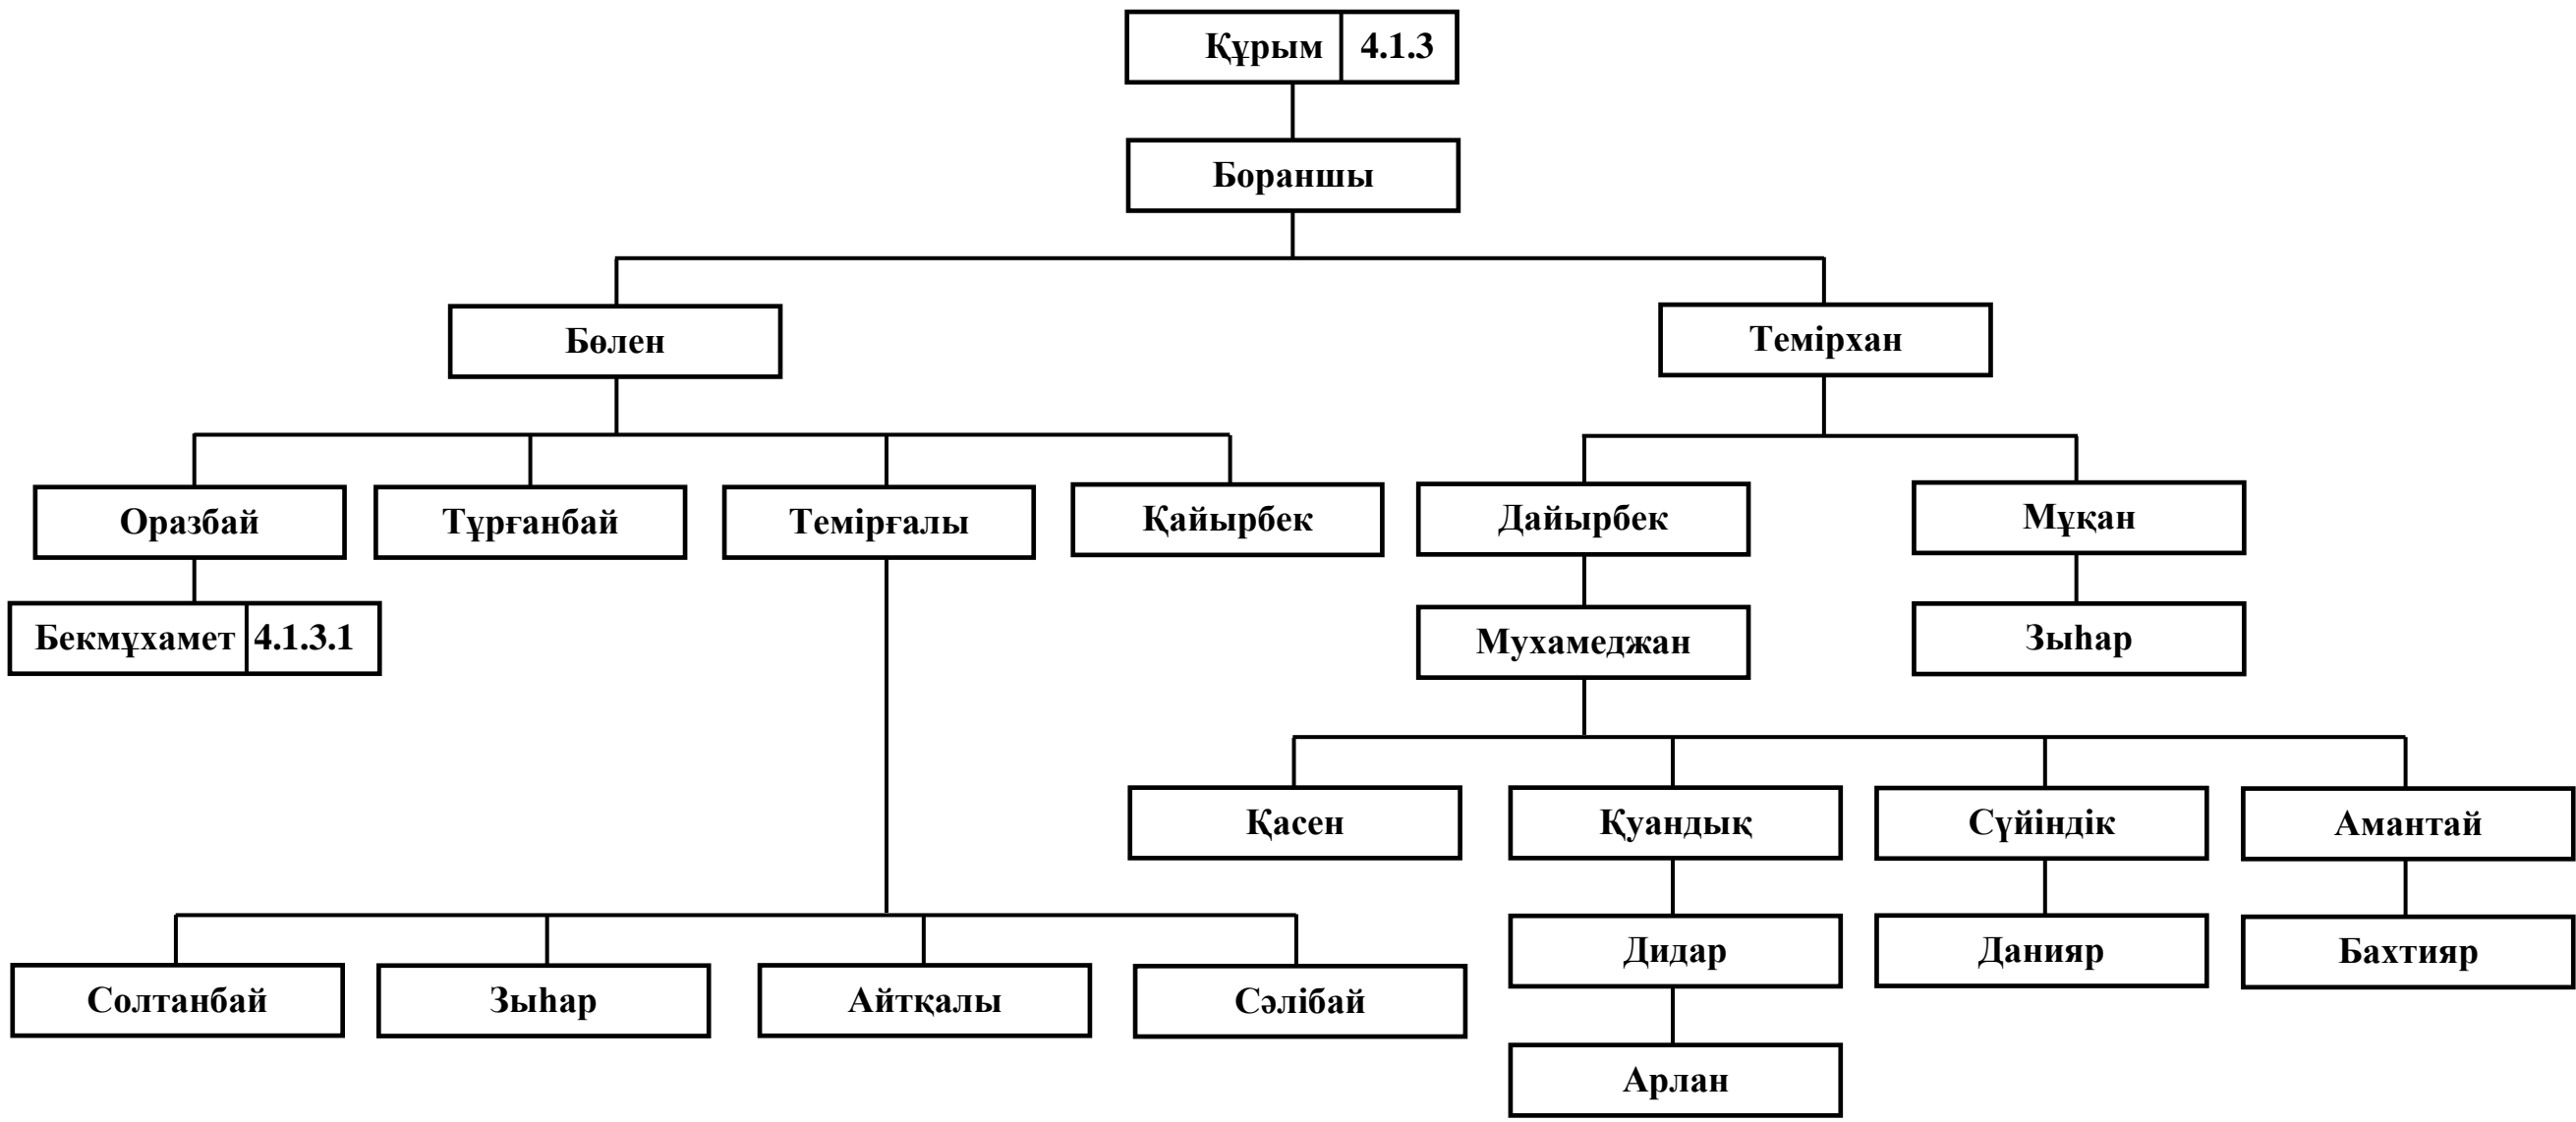 Құрым 4.1.3
Бораншы
Бөлен
Темірхан
Оразбай
Тұрғанбай
Темірғалы
Қайырбек
Дайырбек
Мұқан
Бекмұхамет 4.1.3.1
Мухамеджан
Зыһар
Қасен
Қуандық
Сүйіндік
Амантай
Дидар
Данияр
Бахтияр
Солтанбай
Зыһар
Айтқалы
Сәлібай
Арлан